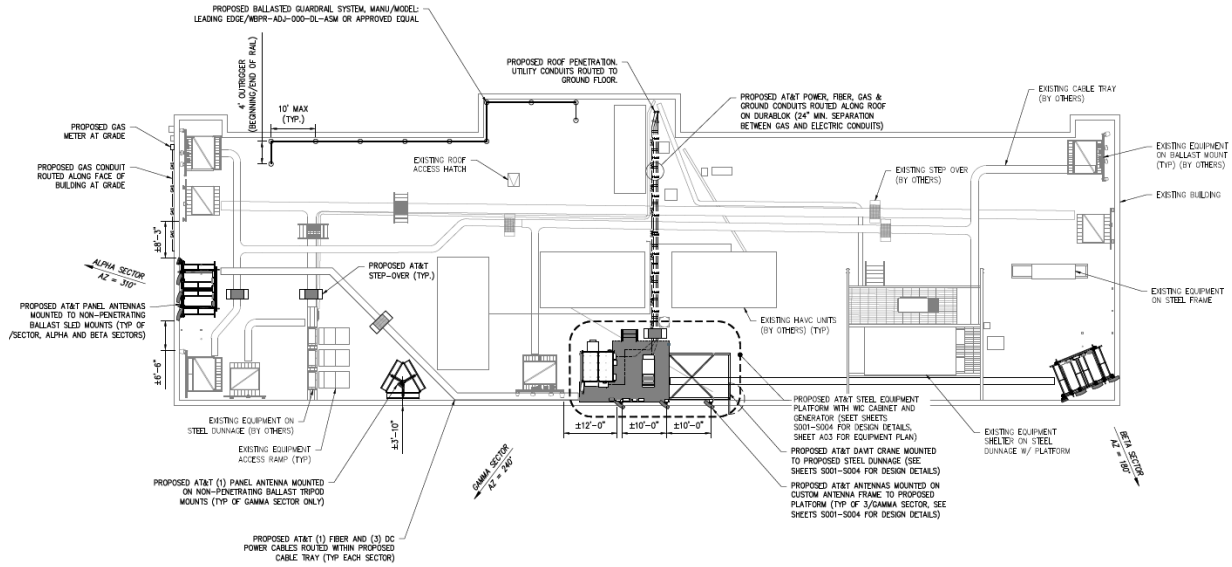 PROPOSED BALLASTED GUARDRAIL SYSTEM, MANU/MODEL:
LEADING EDGE/WBPR-ADJ-000-DL-ASM OR APPROVED EQUAL
4' OUTRIGGER
(BEGINNING/END OF RAIL)
10' MAX
(TYP.)
PROPOSED ROOF PENETRATION.
UTILITY CONDUITS ROUTED TO
GROUND FLOOR.
PROPOSED AT&T POWER, FIBER, GAS &
GROUND CONDUITS ROUTED ALONG ROOF
ON DURABLOK (24" MIN. SEPARATION
BETWEEN GAS AND ELECTRIC CONDUITS)
EXISTING CABLE TRAY
(BY OTHERS)
PROPOSED GAS
METER AT GRADE
PROPOSED GAS CONDUIT
ROUTED ALONG FACE OF
BUILDING AT GRADE
EXISTING ROOF
ACCESS HATCH
EXISTING STEP OVER
(BY OTHERS)
EXISTING EQUIPMENT
ON BALLAST MOUNT
(TYP) (BY OTHERS)
EXISTING BUILDING
±8'-3"
ALPHA SECTOR
AZ = 310°
PROPOSED AT&T
STEP-OVER (TYP.)
PROPOSED AT&T PANEL ANTENNAS
MOUNTED TO NON-PENETRATING
BALLAST SLED MOUNTS (TYP OF
/SECTOR, ALPHA AND BETA SECTORS)
EXISTING EQUIPMENT
ON STEEL FRAME
EXISTING HAVC UNITS
(BY OTHERS) (TYP)
±6'-6"
EXISTING EQUIPMENT ON
STEEL DUNNAGE (BY OTHERS)
EXISTING EQUIPMENT
ACCESS RAMP (TYP)
±3'-10"
±12'-0"
±10'-0"
±10'-0"
PROPOSED AT&T STEEL EQUIPMENT
PLATFORM WITH WIC CABINET AND
GENERATOR (SEET SHEETS
S001-S004 FOR DESIGN DETAILS,
SHEET A03 FOR EQUIPMENT PLAN)
EXISTING EQUIPMENT
SHELTER ON STEEL
DUNNAGE W/ PLATFORM
PROPOSED AT&T DAVIT CRANE MOUNTED
TO PROPOSED STEEL DUNNAGE (SEE
SHEETS S001-S004 FOR DESIGN DETAILS)
BETA SECTOR
AZ = 180°
GAMMA SECTOR
AZ = 240°
PROPOSED AT&T (1) PANEL ANTENNA MOUNTED
ON NON-PENETRATING BALLAST TRIPOD
MOUNTS (TYP OF GAMMA SECTOR ONLY)
PROPOSED AT&T ANTENNAS MOUNTED ON
CUSTOM ANTENNA FRAME TO PROPOSED
PLATFORM (TYP OF 3/GAMMA SECTOR, SEE
SHEETS S001-S004 FOR DESIGN DETAILS)
PROPOSED AT&T (1) FIBER AND (3) DC
POWER CABLES ROUTED WITHIN PROPOSED
CABLE TRAY (TYP EACH SECTOR)